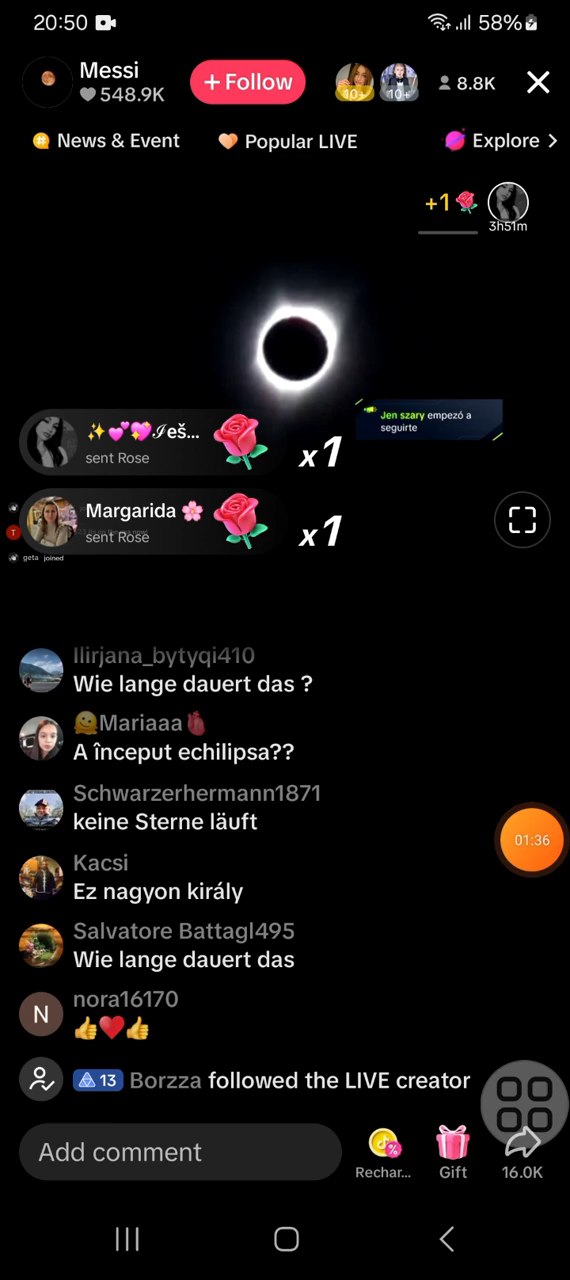 20:50
58%
Messi
548.9K
+ Follow
10+
10+
8.8K
News & Event
Popular LIVE
Explore >
+1
3h51m
Jen szary empezó a
seguirte
sent Rose
x1
Margarida 🌸
sent Rose
x1
T
geta joined
Ilirjana_bytyqi410
Wie lange dauert das ?
🫠Mariaaa🫀
A început echilipsa??
Schwarzerhermann1871
keine Sterne läuft
Kacsi
Ez nagyon király
Salvatore Battagl495
Wie lange dauert das
N
nora16170
👍❤️👍
13 Borzza followed the LIVE creator
01:36
Add comment
Rechar...
Gift
16.0K